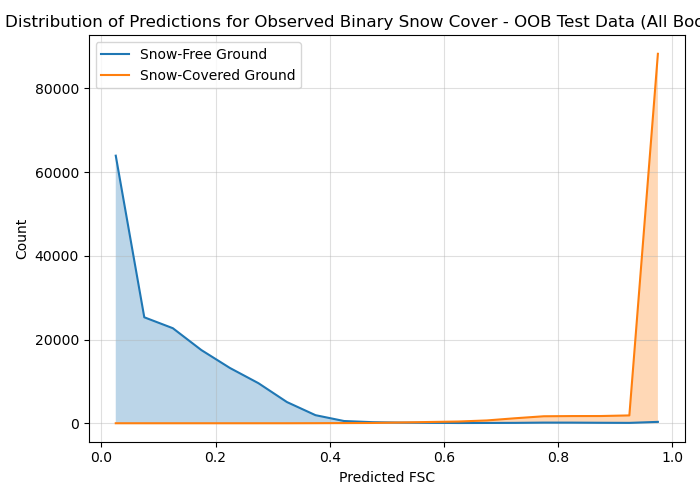 Distribution of Predictions for Observed Binary Snow Cover - OOB Test Data (All
Snow-Free Ground
Snow-Covered Ground
80000
60000
40000
20000
0
Count
0.0 0.2 0.4 0.6 0.8 1.0
Predicted FSC